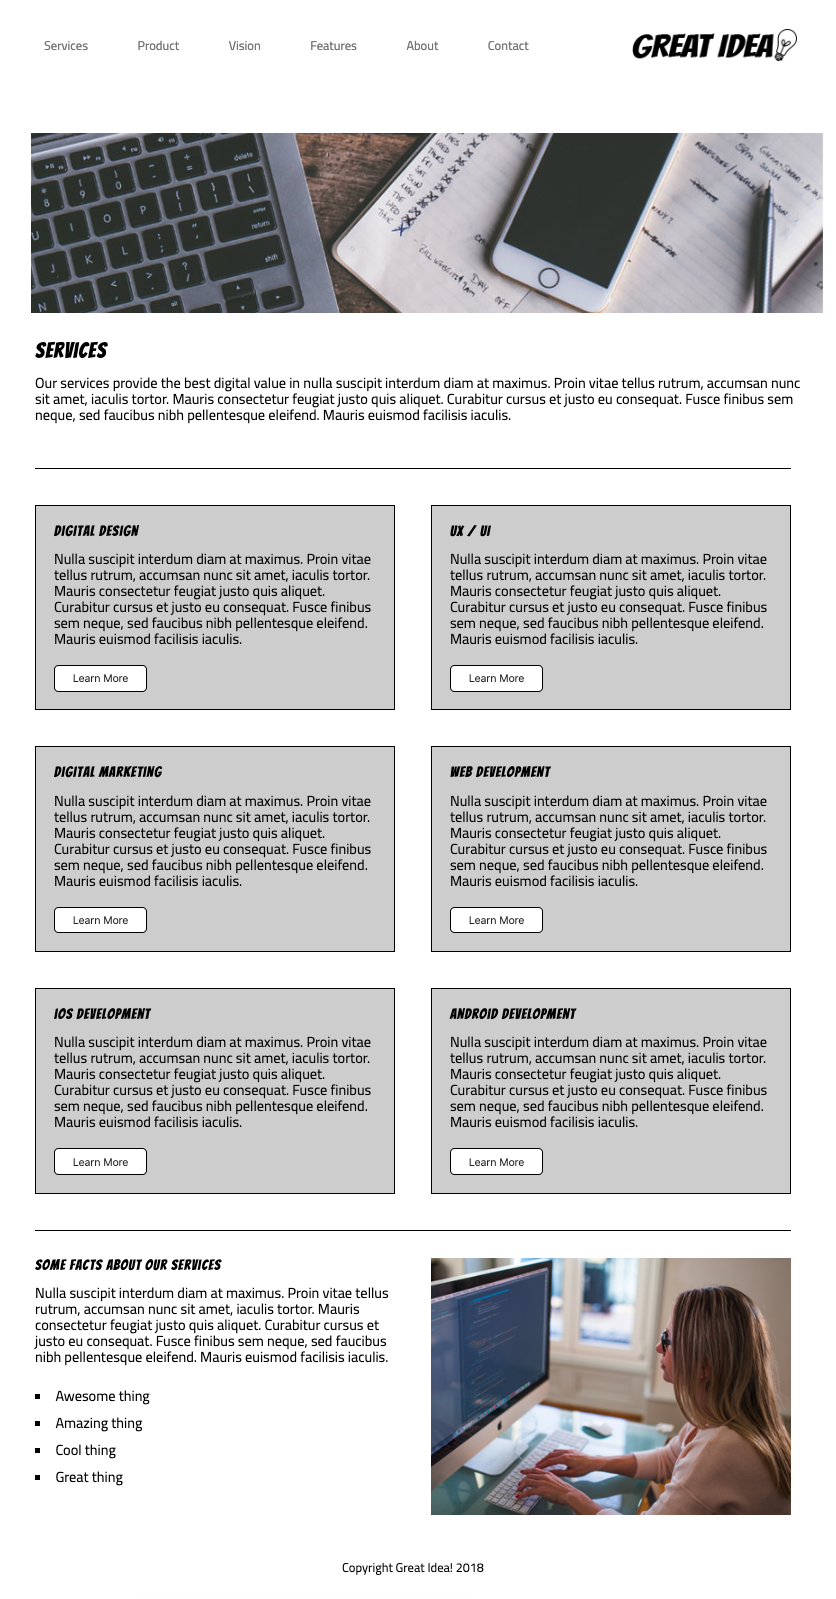 Services Product Vision Features About Contact GREAT IDEA
delete
enter
return
shift
DAY OFF
SERVICES
Our services provide the best digital value in nulla suscipit interdum diam at maximus. Proin vitae tellus rutrum, accumsan nunc
sit amet, iaculis tortor. Mauris consectetur feugiat justo quis aliquet. Curabitur cursus et justo eu consequat. Fusce finibus sem
neque, sed faucibus nibh pellentesque eleifend. Mauris euismod facilisis iaculis.
DIGITAL DESIGN
Nulla suscipit interdum diam at maximus. Proin vitae
tellus rutrum, accumsan nunc sit amet, iaculis tortor.
Mauris consectetur feugiat justo quis aliquet.
Curabitur cursus et justo eu consequat. Fusce finibus
sem neque, sed faucibus nibh pellentesque eleifend.
Mauris euismod facilisis iaculis.
Learn More
UX / UI
Nulla suscipit interdum diam at maximus. Proin vitae
tellus rutrum, accumsan nunc sit amet, iaculis tortor.
Mauris consectetur feugiat justo quis aliquet.
Curabitur cursus et justo eu consequat. Fusce finibus
sem neque, sed faucibus nibh pellentesque eleifend.
Mauris euismod facilisis iaculis.
Learn More
DIGITAL MARKETING
Nulla suscipit interdum diam at maximus. Proin vitae
tellus rutrum, accumsan nunc sit amet, iaculis tortor.
Mauris consectetur feugiat justo quis aliquet.
Curabitur cursus et justo eu consequat. Fusce finibus
sem neque, sed faucibus nibh pellentesque eleifend.
Mauris euismod facilisis iaculis.
Learn More
WEB DEVELOPMENT
Nulla suscipit interdum diam at maximus. Proin vitae
tellus rutrum, accumsan nunc sit amet, iaculis tortor.
Mauris consectetur feugiat justo quis aliquet.
Curabitur cursus et justo eu consequat. Fusce finibus
sem neque, sed faucibus nibh pellentesque eleifend.
Mauris euismod facilisis iaculis.
Learn More
IOS DEVELOPMENT
Nulla suscipit interdum diam at maximus. Proin vitae
tellus rutrum, accumsan nunc sit amet, iaculis tortor.
Mauris consectetur feugiat justo quis aliquet.
Curabitur cursus et justo eu consequat. Fusce finibus
sem neque, sed faucibus nibh pellentesque eleifend.
Mauris euismod facilisis iaculis.
Learn More
ANDROID DEVELOPMENT
Nulla suscipit interdum diam at maximus. Proin vitae
tellus rutrum, accumsan nunc sit amet, iaculis tortor.
Mauris consectetur feugiat justo quis aliquet.
Curabitur cursus et justo eu consequat. Fusce finibus
sem neque, sed faucibus nibh pellentesque eleifend.
Mauris euismod facilisis iaculis.
Learn More
SOME FACTS ABOUT OUR SERVICES
Nulla suscipit interdum diam at maximus. Proin vitae tellus
rutrum, accumsan nunc sit amet, iaculis tortor. Mauris
consectetur feugiat justo quis aliquet. Curabitur cursus et
justo eu consequat. Fusce finibus sem neque, sed faucibus
nibh pellentesque eleifend. Mauris euismod facilisis iaculis.
Awesome thing
Amazing thing
Cool thing
Great thing
Copyright Great Idea! 2018